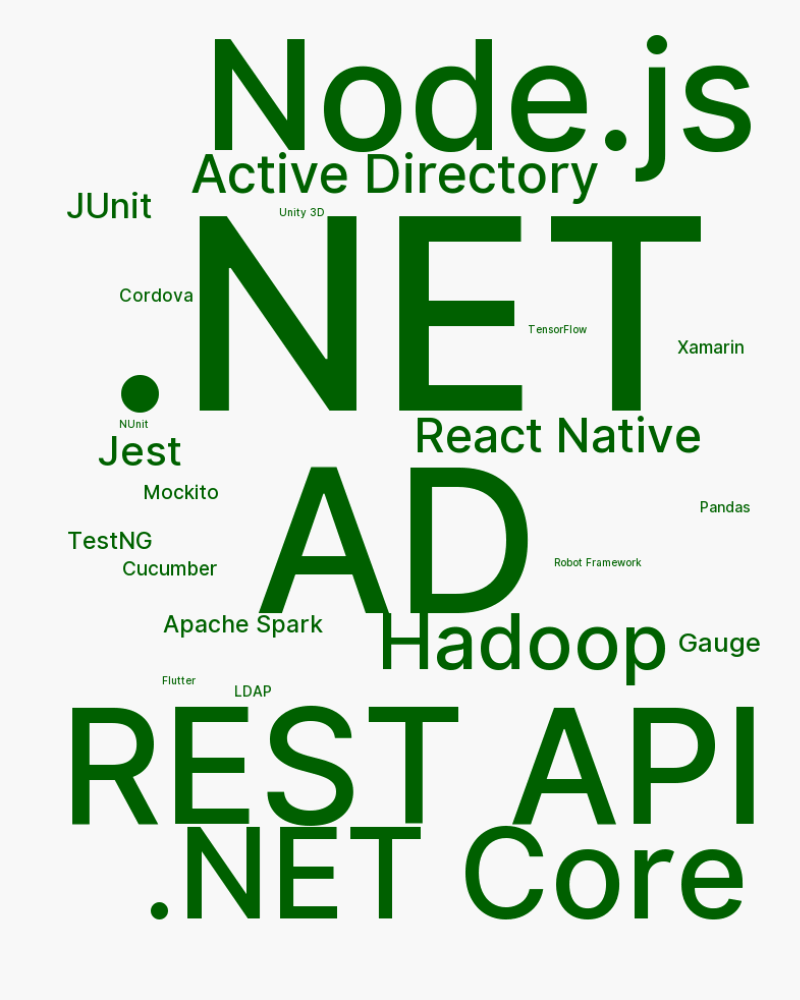 Node.js
Active Directory
JUnit
Unity 3D
.NET
Cordova
TensorFlow
Xamarin
NUnit
React Native
Jest
AD
Mockito
Pandas
TestNG
Robot Framework
Cucumber
Apache Spark
Hadoop
Gauge
Flutter
LDAP
REST API
.NET Core